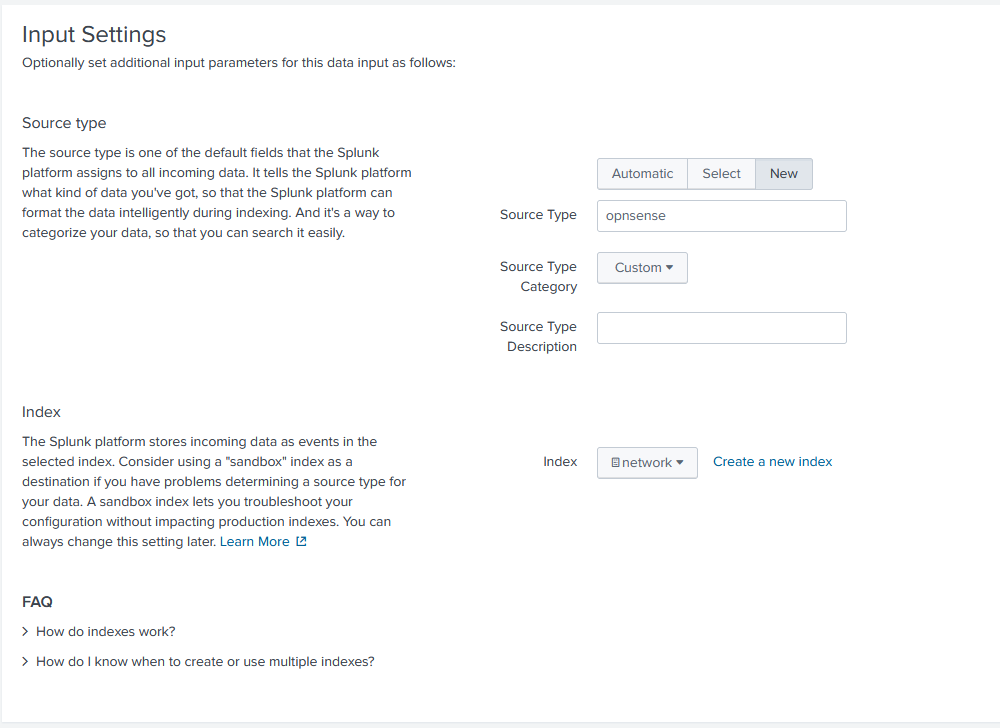 Input Settings
Optionally set additional input parameters for this data input as follows:
Source type
The source type is one of the default fields that the Splunk
platform assigns to all incoming data. It tells the Splunk platform
what kind of data you've got, so that the Splunk platform can
format the data intelligently during indexing. And it's a way to
categorize your data, so that you can search it easily.
Automatic Select New
Source Type opnsense
Source Type
Category
Custom
Source Type
Description
Index
The Splunk platform stores incoming data as events in the
selected index. Consider using a "sandbox" index as a
destination if you have problems determining a source type for
your data. A sandbox index lets you troubleshoot your
configuration without impacting production indexes. You can
always change this setting later. Learn More
Index network Create a new index
FAQ
How do indexes work?
How do I know when to create or use multiple indexes?